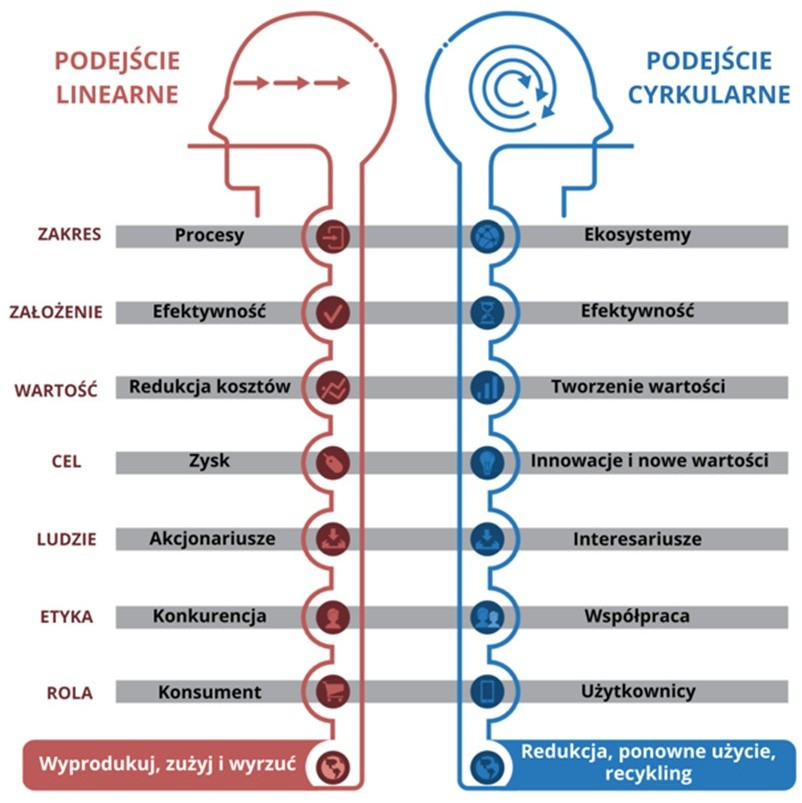 PODEJŚCIE
LINEARNE
PODEJŚCIE
CYRKULARNE
ZAKRES
Procesy
Ekosystemy
ZAŁOŻENIE
Efektywność
Efektywność
WARTOŚĆ
Redukcja kosztów
Tworzenie wartości
CEL
Zysk
Innowacje i nowe wartości
LUDZIE
Akcjonariusze
Interesariusze
ETYKA
Konkurencja
Współpraca
ROLA
Konsument
Użytkownicy
Wyprodukuj, zużyj i wyrzuć
Redukcja, ponowne użycie,
recykling